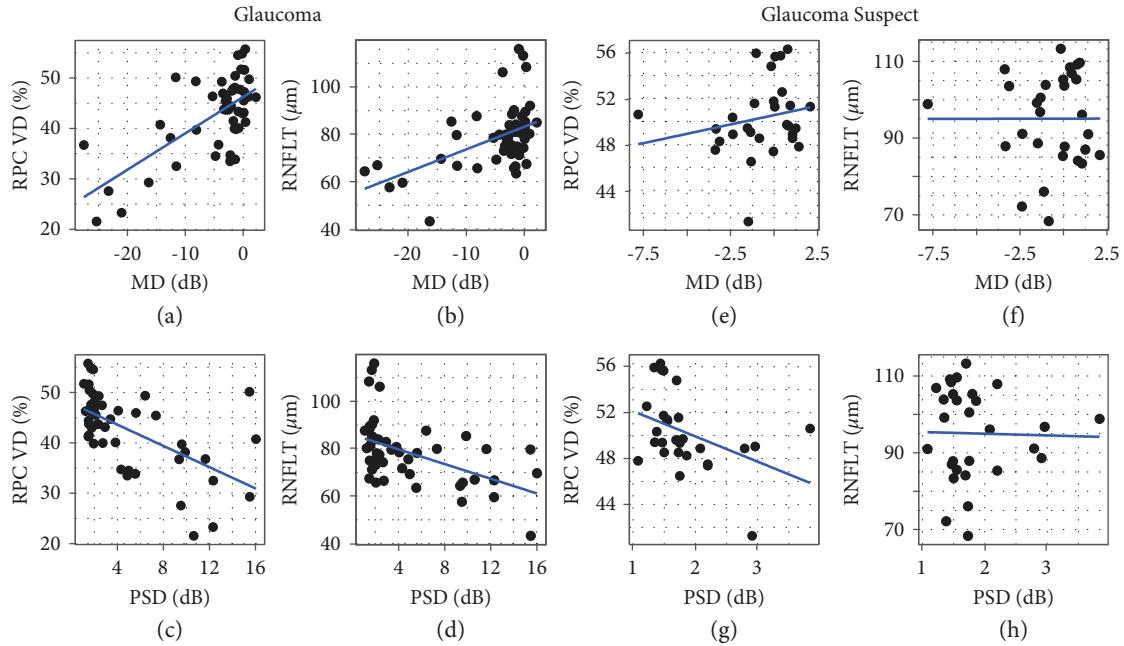 Glaucoma
Glaucoma Suspect
RPC VD (%)
50
40
30
20
-20
-10
0
MD (dB)
(a)
RNFLT (μm)
100
80
60
40
-20
-10
0
MD (dB)
(b)
RPC VD (%)
56
52
48
44
-7.5
-2.5
2.5
MD (dB)
(e)
RNFLT (μm)
110
90
70
-7.5
-2.5
2.5
MD (dB)
(f)
RPC VD (%)
50
40
30
20
4
8
12
16
PSD (dB)
(c)
RNFLT (μm)
100
80
60
40
4
8
12
16
PSD (dB)
(d)
RPC VD (%)
56
52
48
44
1
2
3
PSD (dB)
(g)
RNFLT (μm)
110
90
70
1
2
3
PSD (dB)
(h)